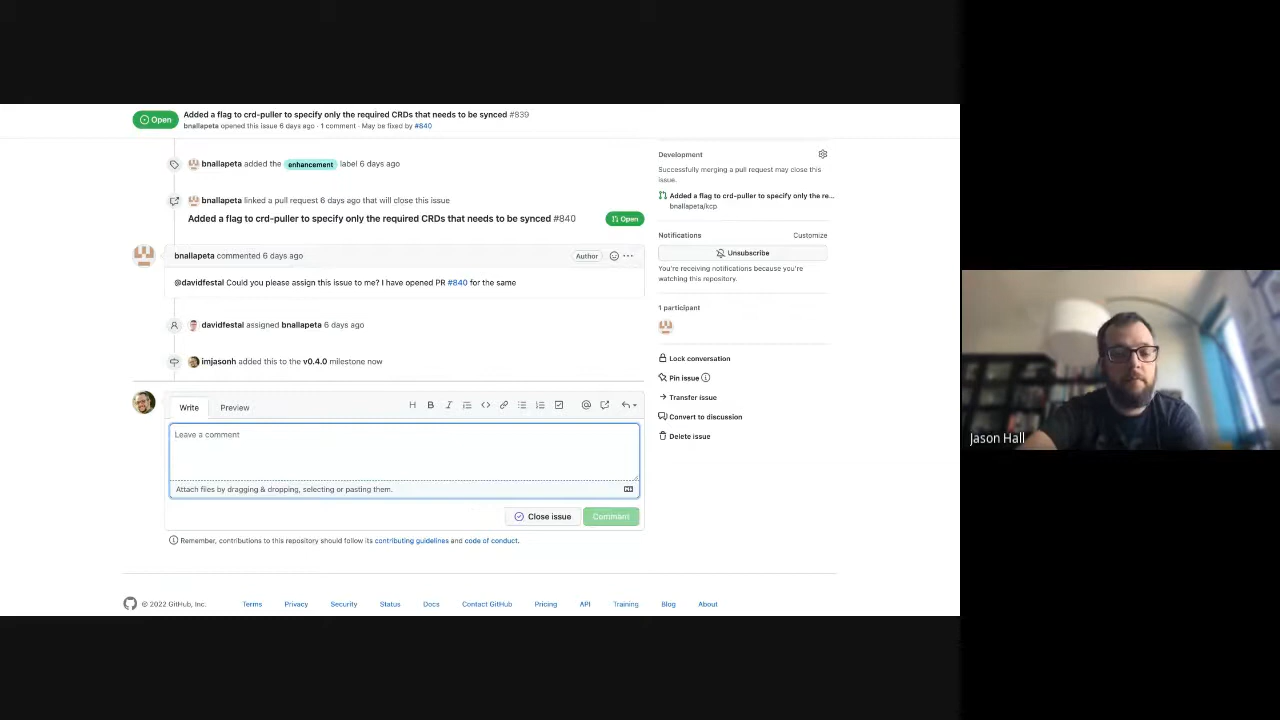 Open
Added a flag to crd-puller to specify only the required CRDs that needs to be synced #839
bnallapeta opened this issue 6 days ago · 1 comment · May be fixed by #840
bnallapeta added the enhancement label 6 days ago
bnallapeta linked a pull request 6 days ago that will close this issue
Added a flag to crd-puller to specify only the required CRDs that needs to be synced #840
Open
bnallapeta commented 6 days ago
Author
@davidfestal Could you please assign this issue to me? I have opened PR #840 for the same
davidfestal assigned bnallapeta 6 days ago
imjasonh added this to the v0.4.0 milestone now
Write Preview
Leave a comment
Attach files by dragging & dropping, selecting or pasting them.
Close issue Comment
Remember, contributions to this repository should follow its contributing guidelines and code of conduct.
Development
Successfully merging a pull request may close this
issue.
Added a flag to crd-puller to specify only the re...
bnallapeta/kcp
Notifications Customize
Unsubscribe
You're receiving notifications because you're
watching this repository.
1 participant
Lock conversation
Pin issue
Transfer issue
Convert to discussion
Delete issue
© 2022 GitHub, Inc. Terms Privacy Security Status Docs Contact GitHub Pricing API Training Blog About
Jason Hall